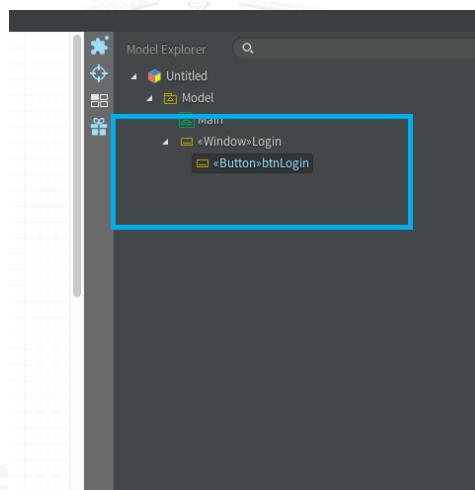 Model Explorer
Untitled
Model
Main
«Window»Login
«Button»btnLogin